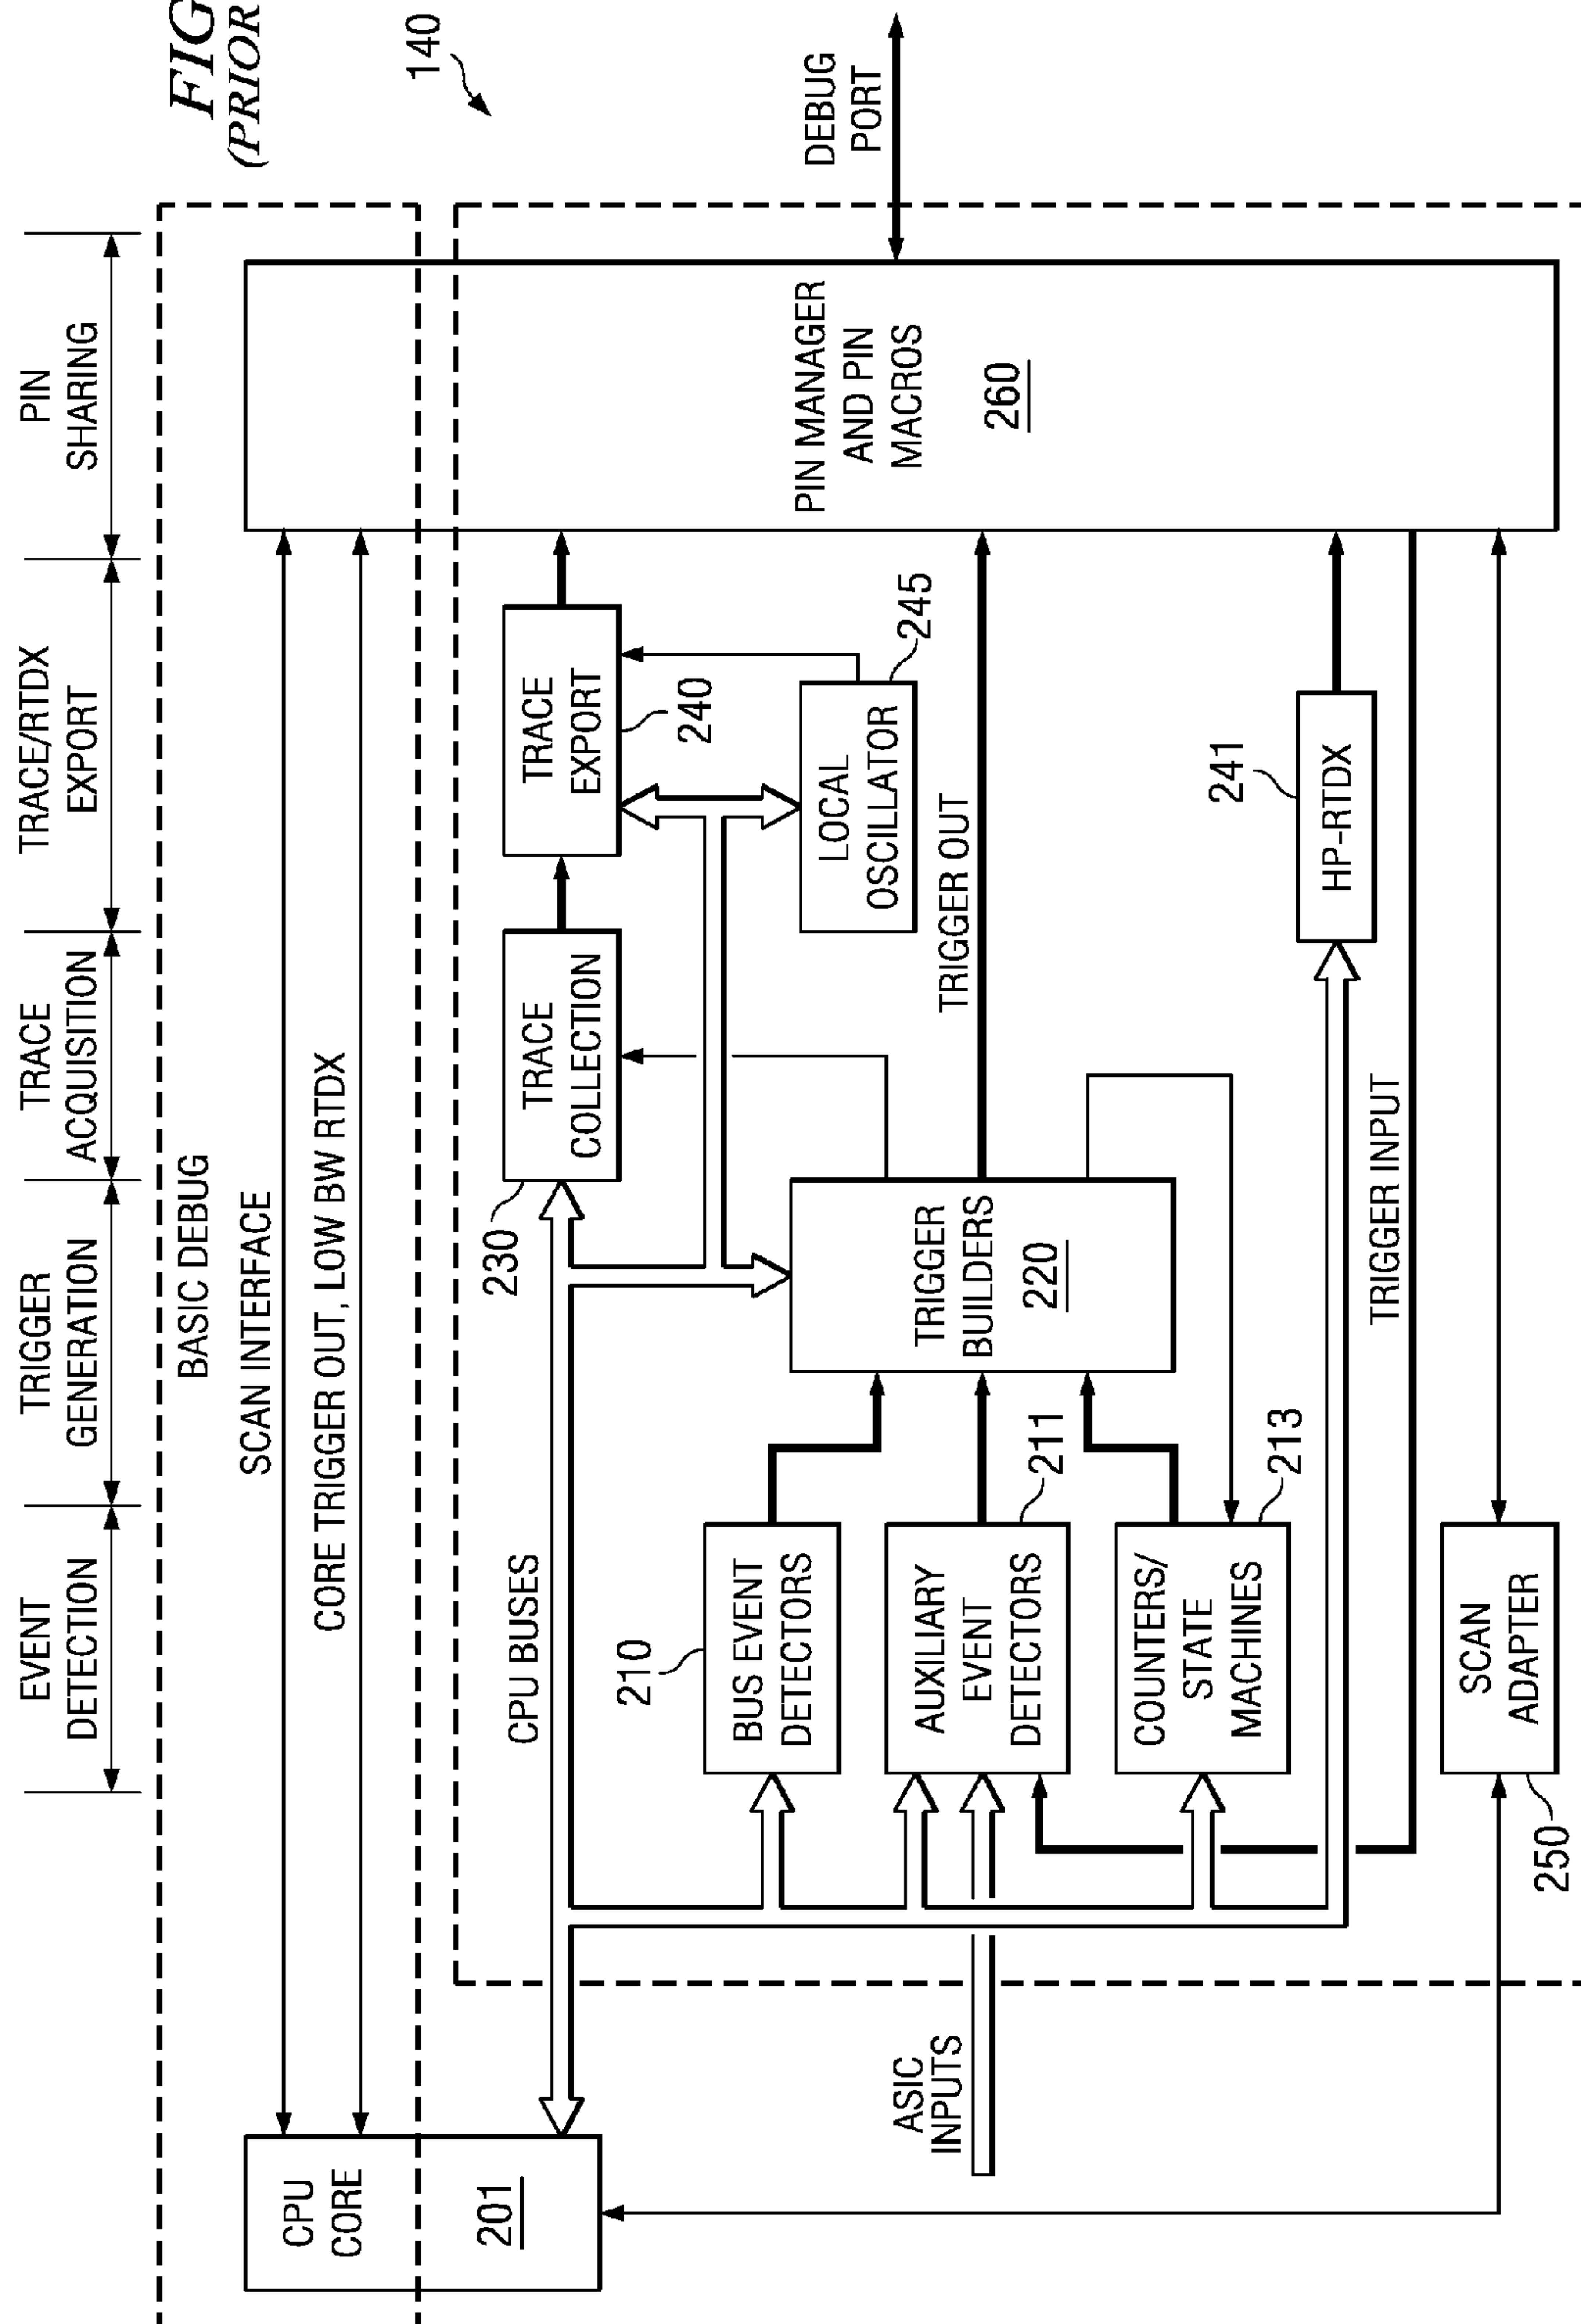 EVENT
DETECTION
TRIGGER
GENERATION
TRACE
ACQUISITION
TRACE/RTDX
EXPORT
PIN
SHARING
FIG
(PRIOR
140
BASIC DEBUG
SCAN INTERFACE
CORE TRIGGER OUT, LOW BW RTDX
CPU
CORE
201
CPU BUSES
230
TRACE
COLLECTION
TRACE
EXPORT
240
LOCAL
OSCILLATOR
245
210
BUS EVENT
DETECTORS
AUXILIARY
EVENT
DETECTORS
211
COUNTERS/
STATE
MACHINES
213
TRIGGER
BUILDERS
220
TRIGGER OUT
241
HP-RTDX
TRIGGER INPUT
PIN MANAGER
AND PIN
MACROS
260
DEBUG
PORT
ASIC
INPUTS
SCAN
ADAPTER
250